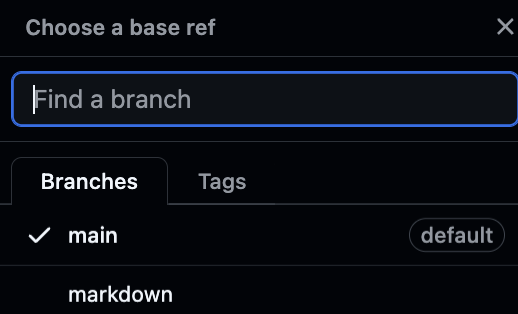 Choose a base ref
Find a branch
Branches Tags
main default
markdown